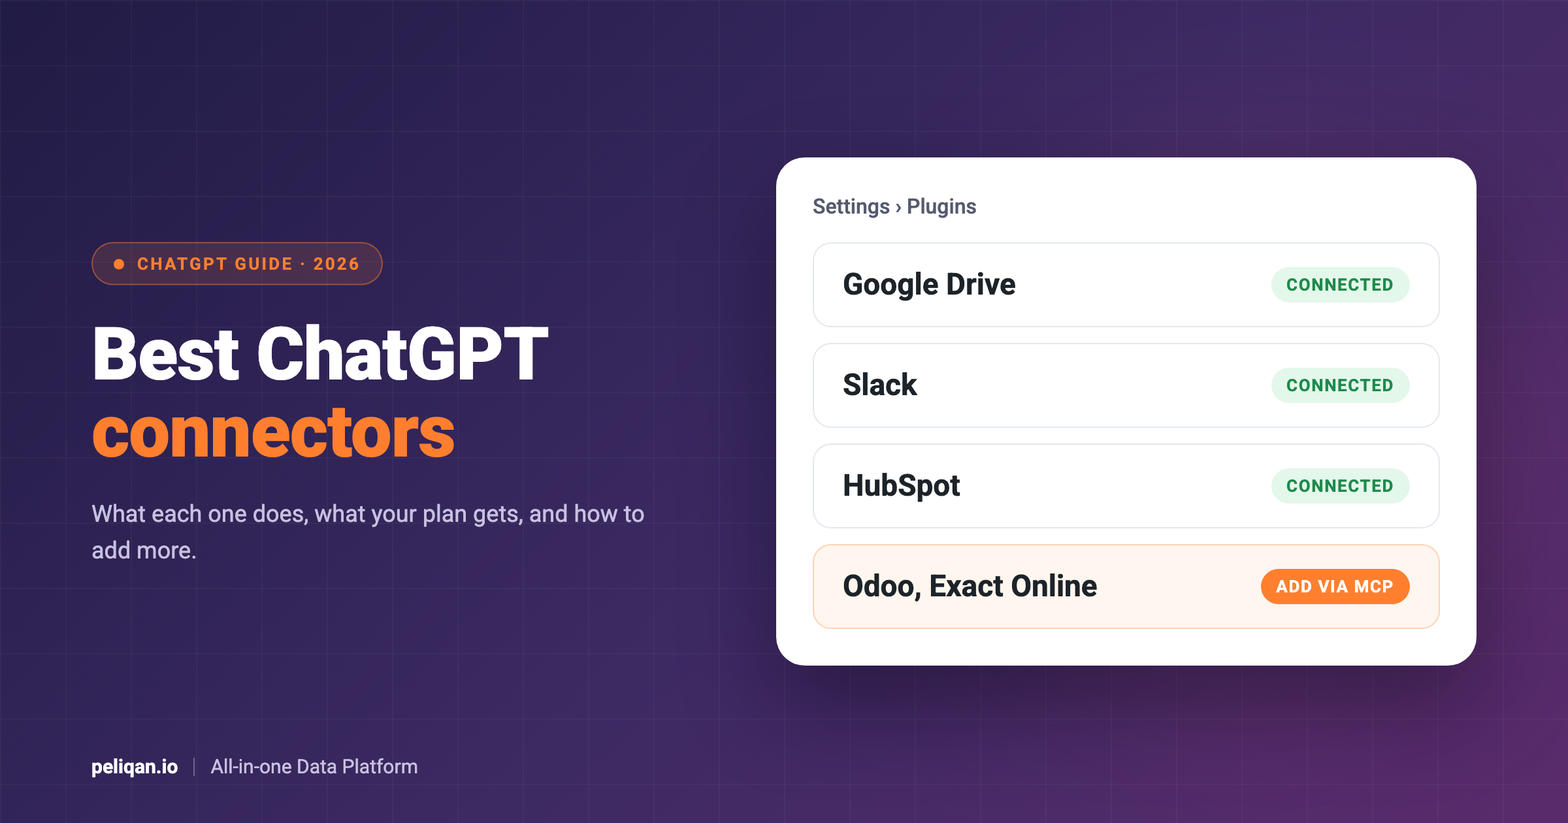 CHATGPT GUIDE · 2026
Best ChatGPT
connectors
What each one does, what your plan gets, and how to
add more.
peliqan.io | All-in-one Data Platform
Settings › Plugins
Google Drive CONNECTED
Slack CONNECTED
HubSpot CONNECTED
Odoo, Exact Online ADD VIA MCP